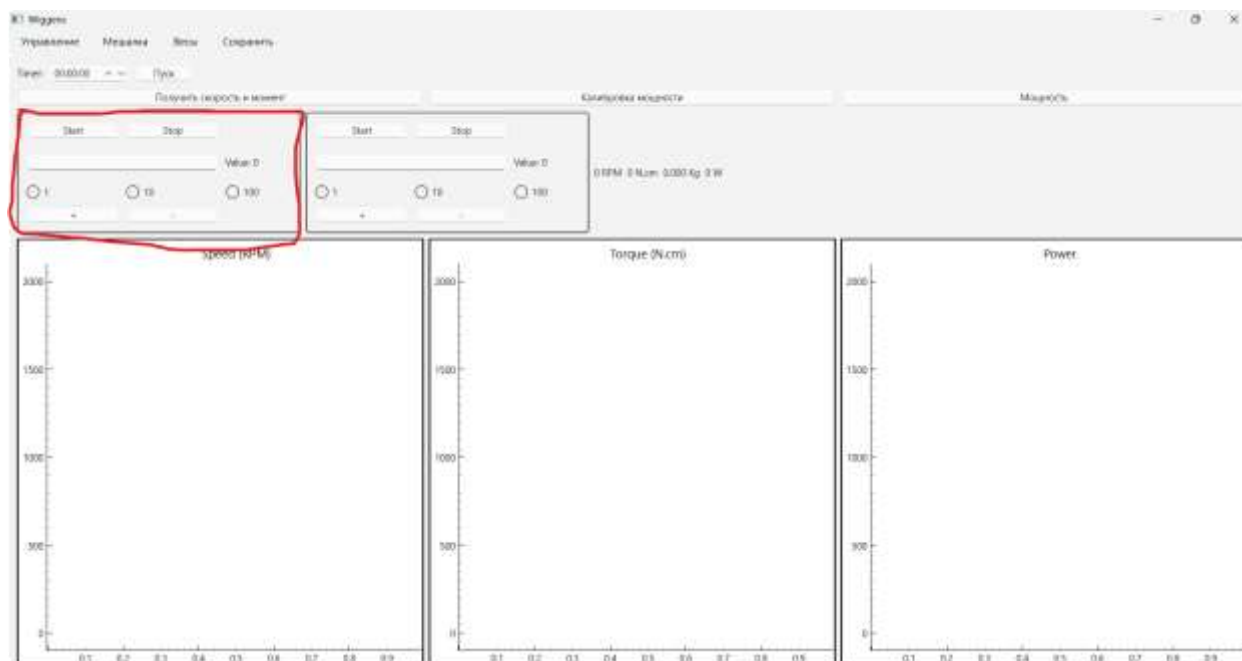 Wiggens
Управление Мешалка Весы Сохранить
Timer: 00:00:00 Пуск
Получить скорость и момент Калибровка мощности Мощность
Start Stop Start Stop
Value: 0 Value: 0
0 RPM 0 N.cm 0.000 Kg 0 W
1 10 100 1 10 100
+ - + -
Speed (RPM) Torque (N.cm) Power
2000 2000 2000
1500 1500 1500
1000 1000 1000
500 500 500
0 0 0
0.1 0.2 0.3 0.4 0.5 0.6 0.7 0.8 0.9 0.1 0.2 0.3 0.4 0.5 0.6 0.7 0.8 0.9 0.1 0.2 0.3 0.4 0.5 0.6 0.7 0.8 0.9